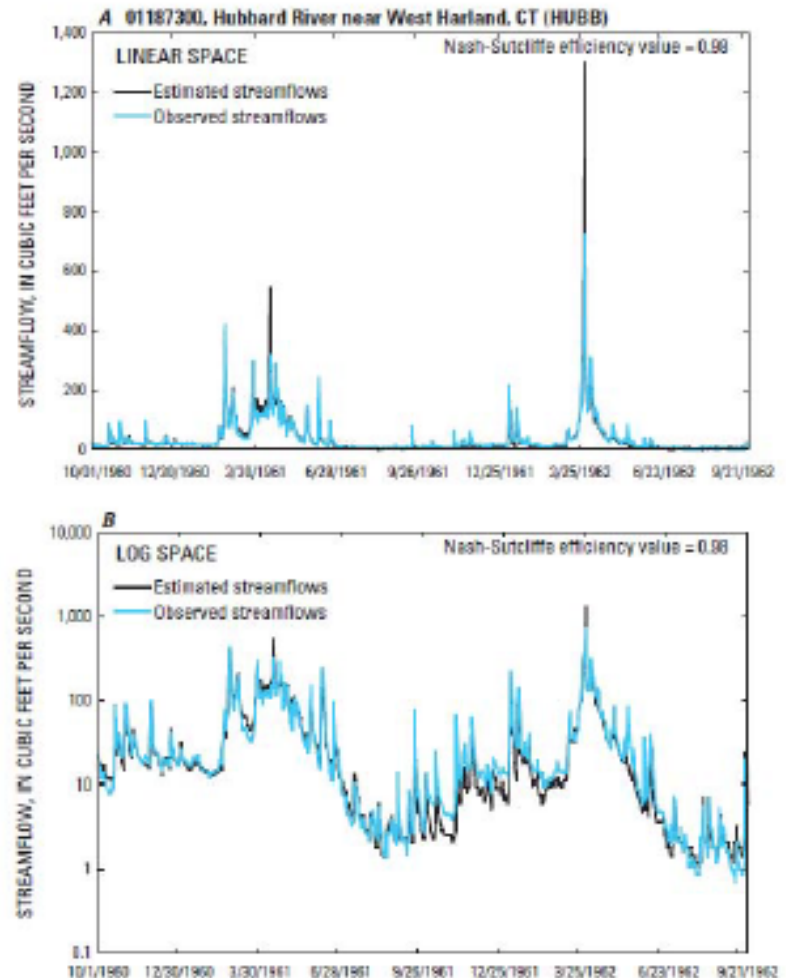 A 01187300, Hubbard River near West Harland, CT (HUBB)
1,400
LINEAR SPACE
Nash-Sutcliffe efficiency value = 0.98
Estimated streamflows
Observed streamflows
1,200
1,000
800
600
400
200
0
STREAMFLOW, IN CUBIC FEET PER SECOND
10/01/1960 12/30/1960 3/30/1961 6/28/1961 9/26/1961 12/25/1961 3/25/1962 6/23/1962 9/21/1962
B
10,000
LOG SPACE
Nash-Sutcliffe efficiency value = 0.98
Estimated streamflows
Observed streamflows
1,000
100
10
1
0.1
STREAMFLOW, IN CUBIC FEET PER SECOND
10/1/1960 12/30/1960 3/30/1961 6/28/1961 9/26/1961 12/25/1961 3/25/1962 6/23/1962 9/21/1962